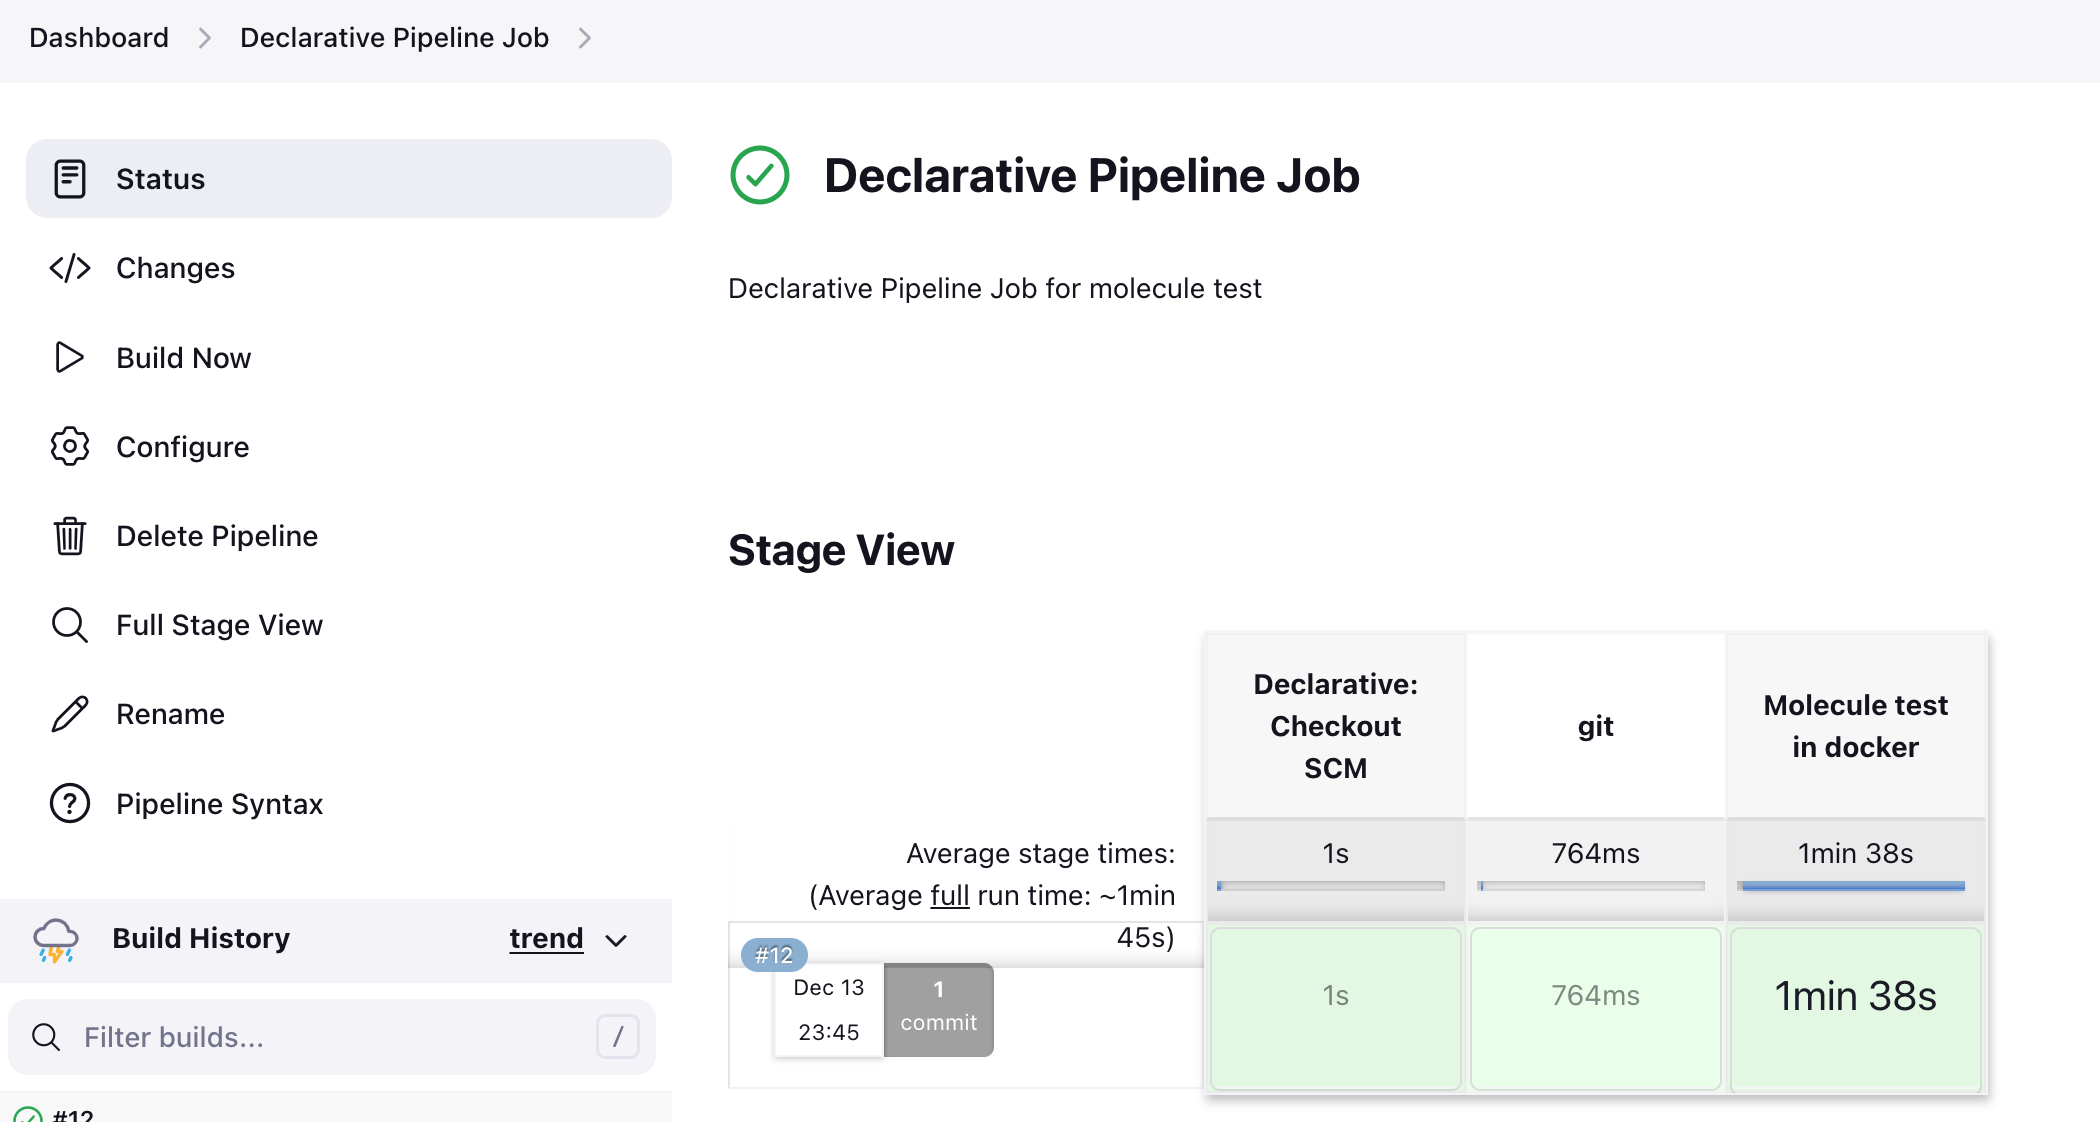 Dashboard
Declarative Pipeline Job
Status
Changes
Build Now
Configure
Delete Pipeline
Full Stage View
Rename
Pipeline Syntax
Build History
trend
Filter builds...
/
#12
Declarative Pipeline Job
Declarative Pipeline Job for molecule test
Stage View
Declarative:
Checkout
SCM
git
Molecule test
in docker
Average stage times:
(Average full run time: ~1min
45s)
1s
764ms
1min 38s
#12
Dec 13
23:45
1
commit
1s
764ms
1min 38s